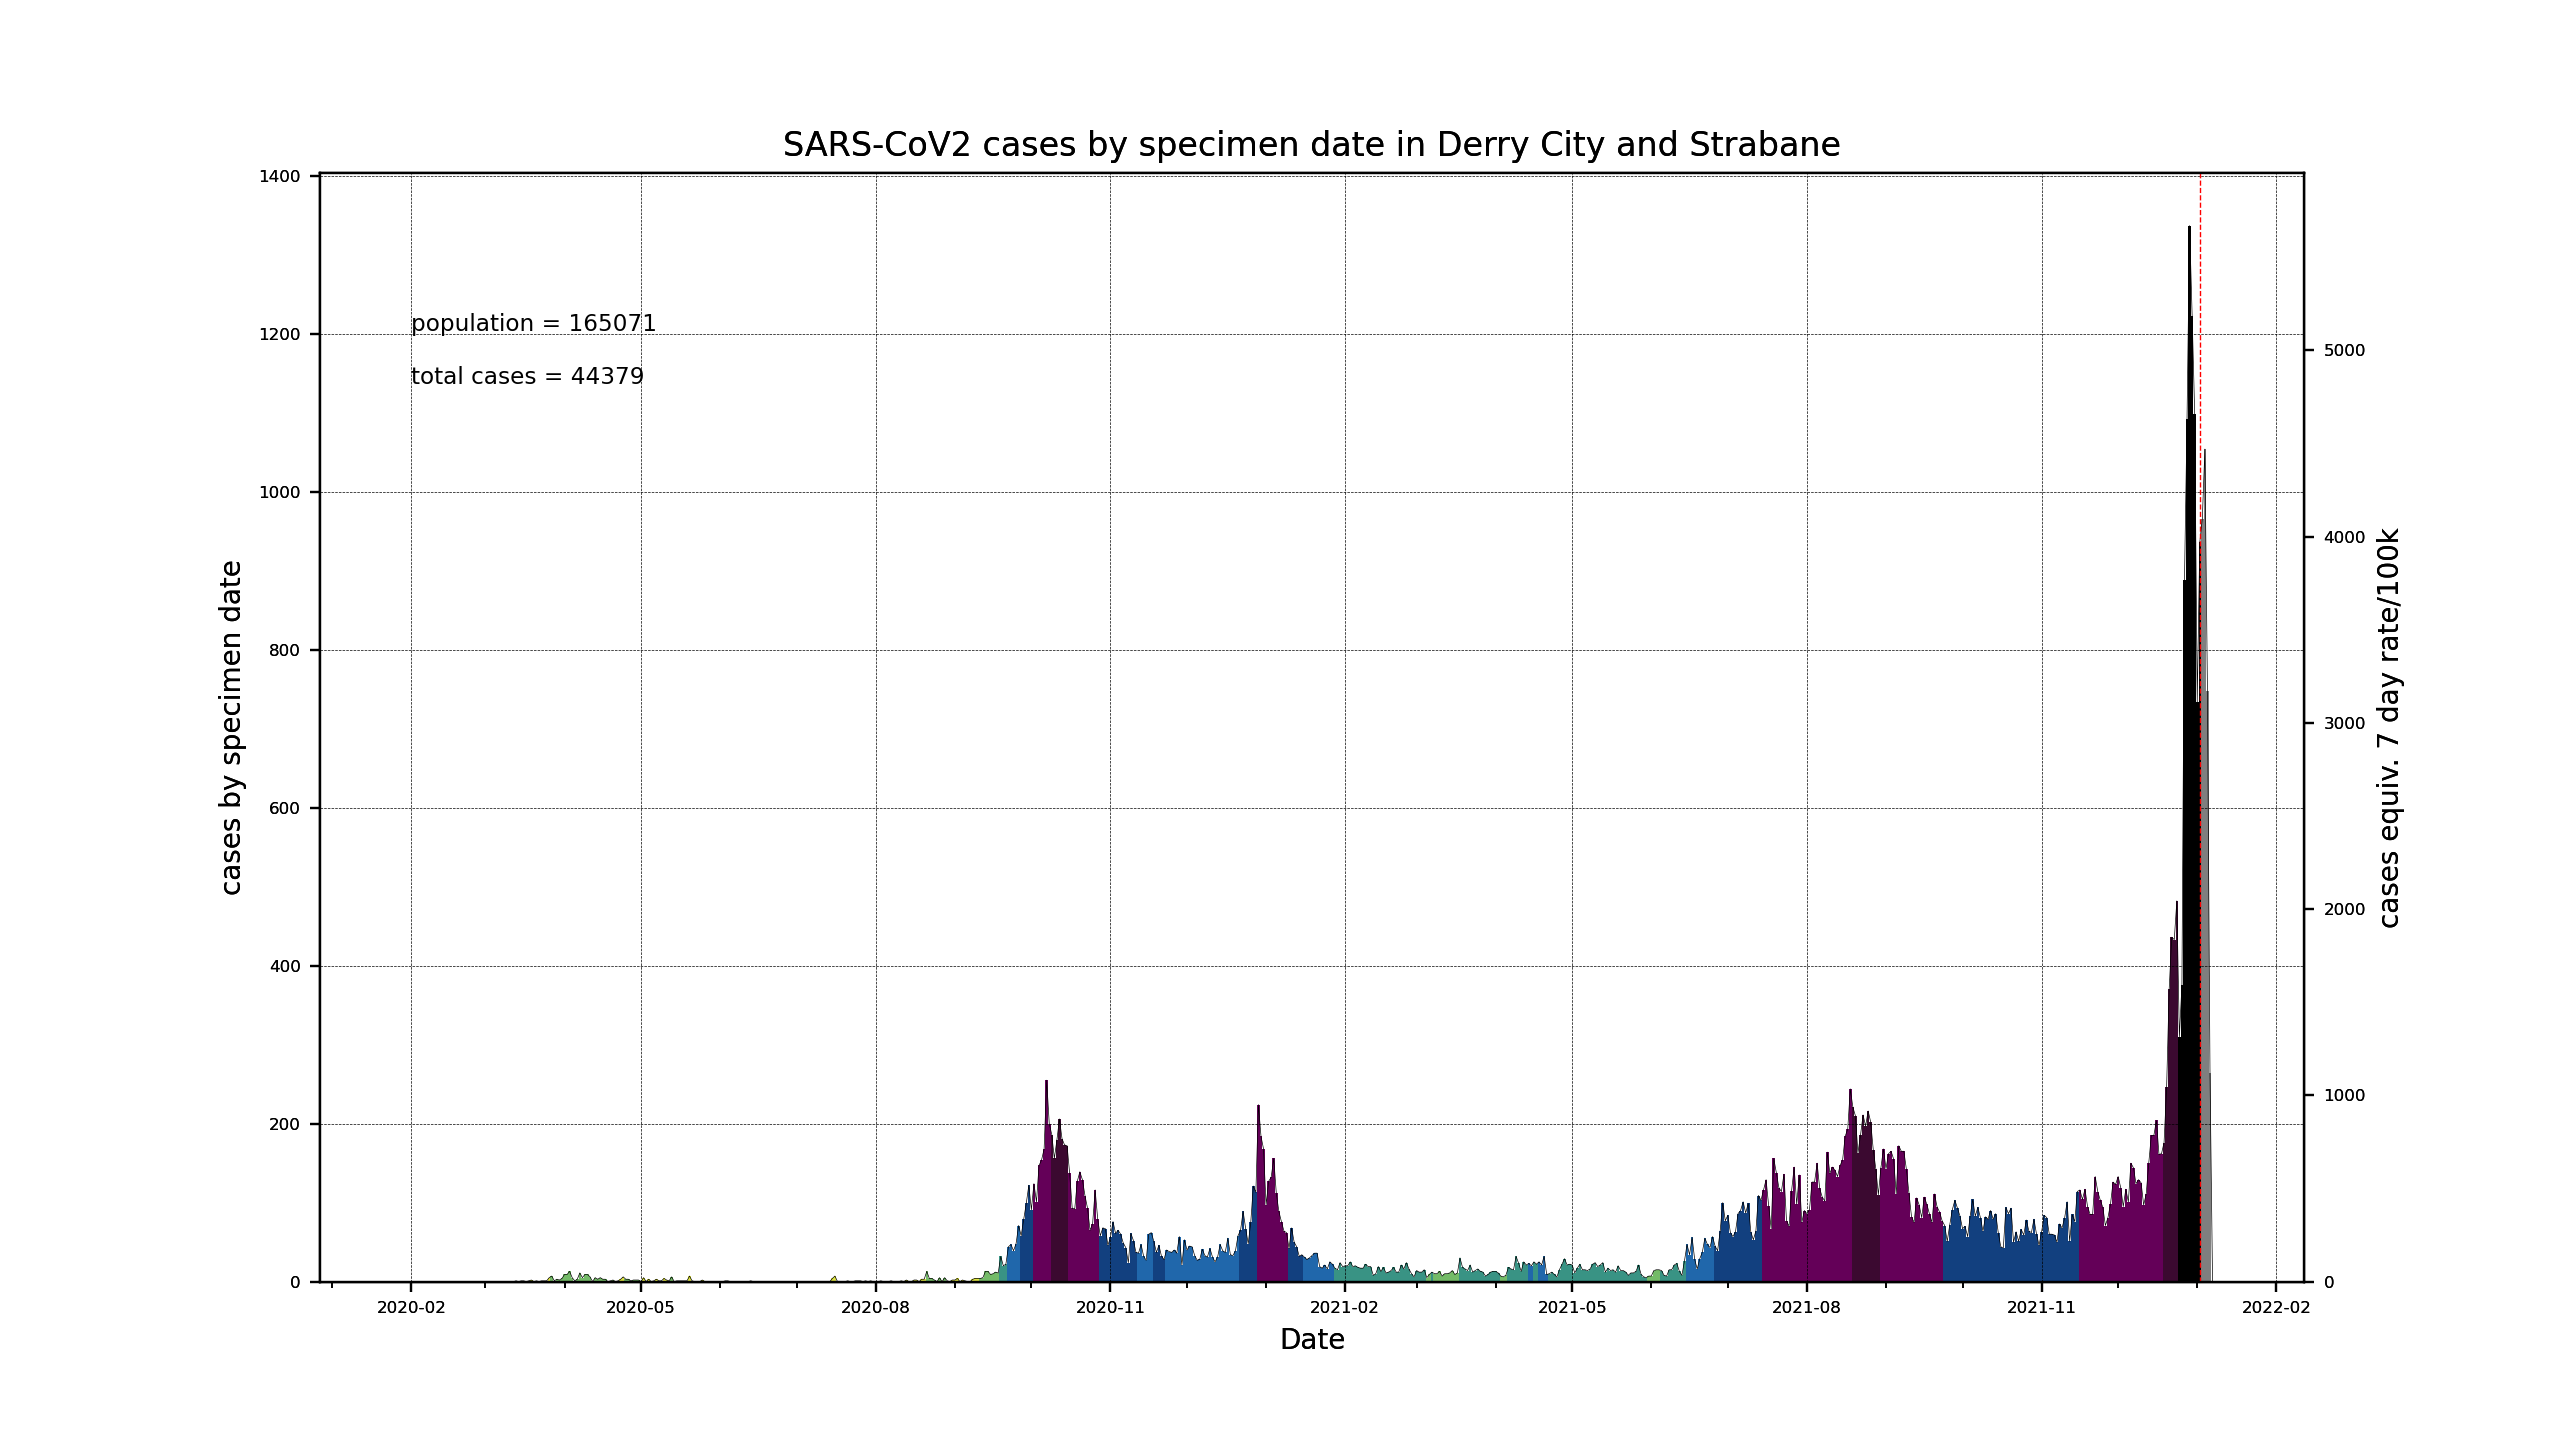 SARS-CoV2 cases by specimen date in Derry City and Strabane
1400
1200
1000
800
600
400
200
0
cases by specimen date
population = 165071
total cases = 44379
5000
4000
3000
2000
1000
0
cases equiv. 7 day rate/100k
2020-02 2020-05 2020-08 2020-11 2021-02 2021-05 2021-08 2021-11 2022-02
Date